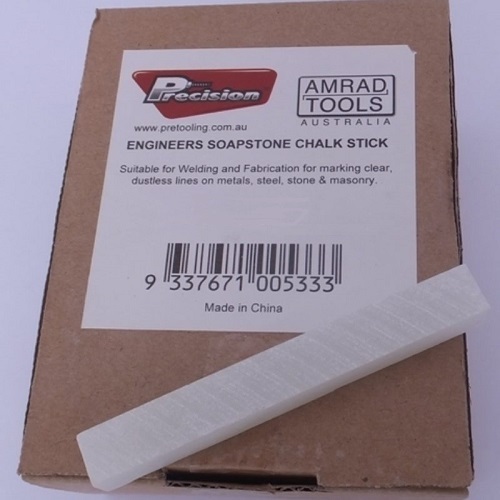 Precision
AMRAD
TOOLS
AUSTRALIA
www.pretooling.com.au
ENGINEERS SOAPSTONE CHALK STICK
Suitable for Welding and Fabrication for marking clear,
dustless lines on metals, steel, stone & masonry.
9 337671 005333
Made in China